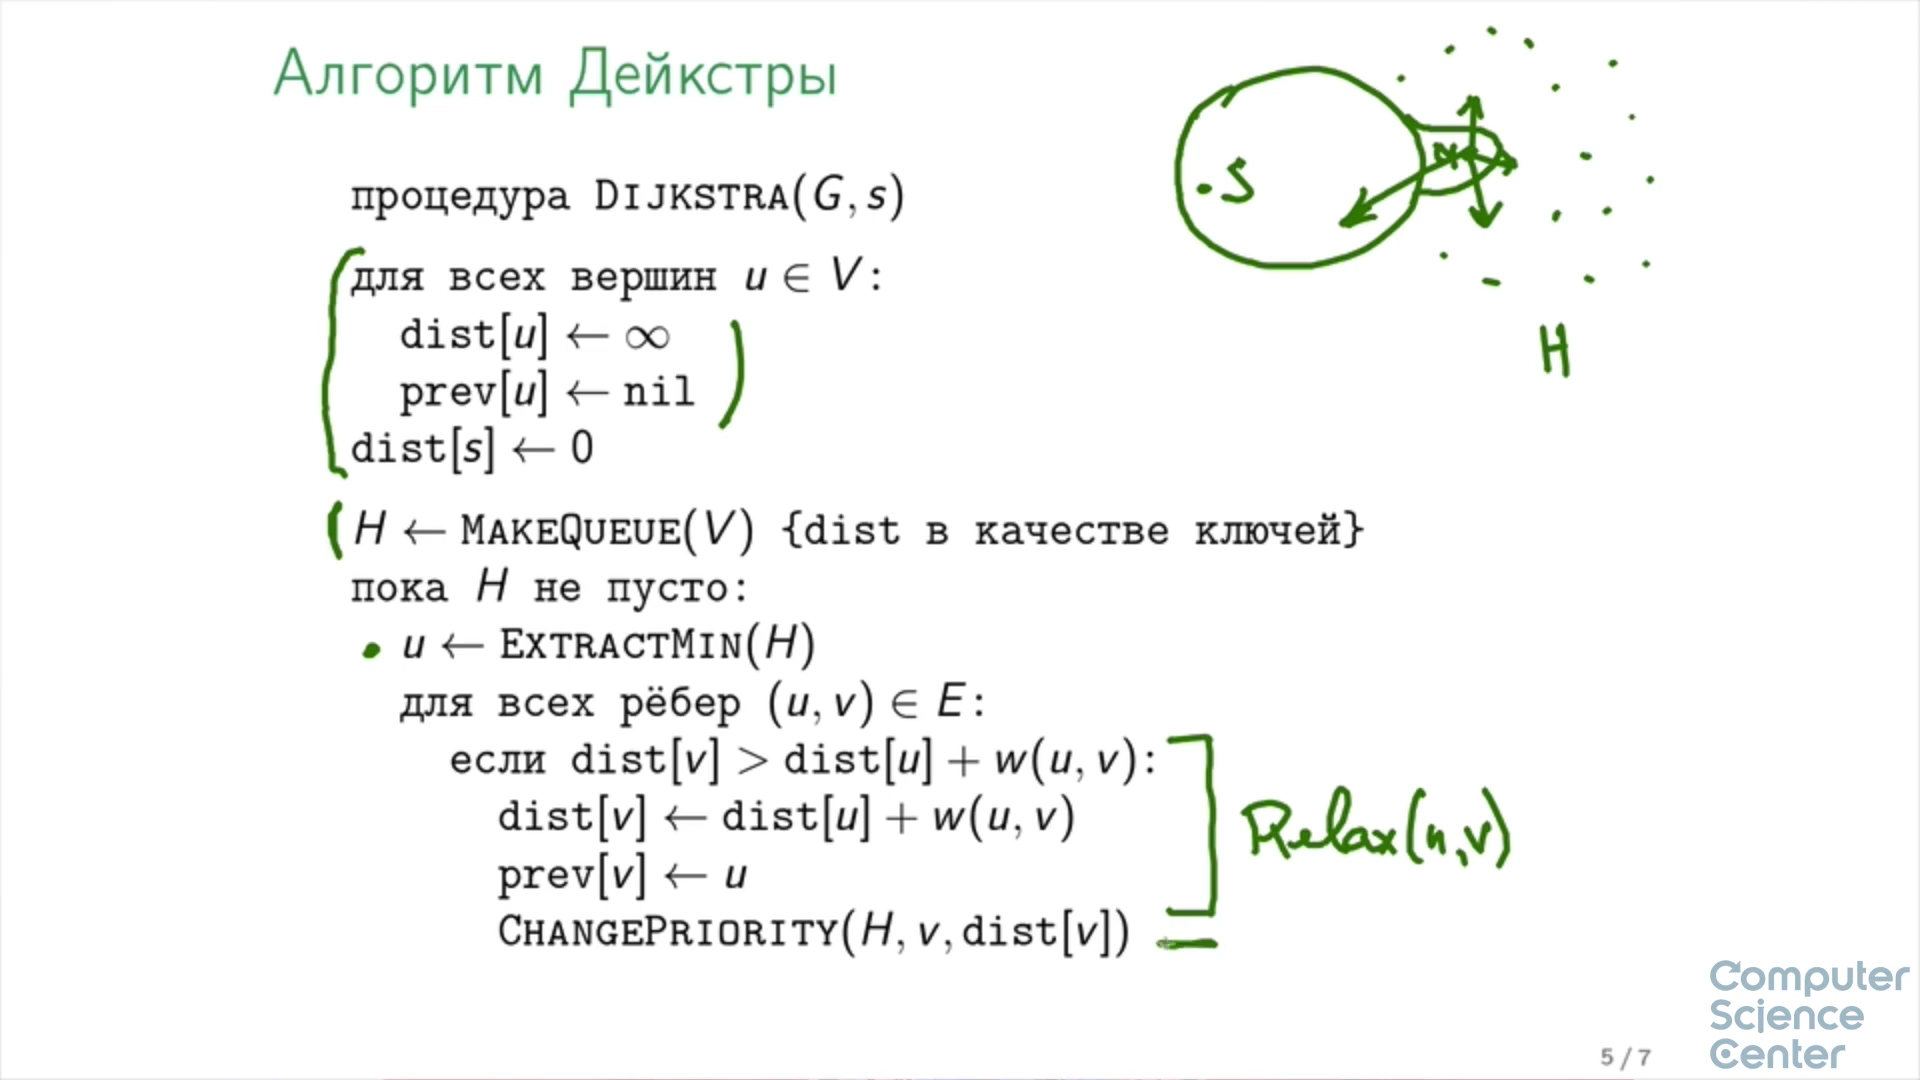 Алгоритм Дейкстры
процедура DIJKSTRA(G, s)
для всех вершин u ∈ V:
dist[u] ← ∞
prev[u] ← nil
dist[s] ← 0
H ← MAKEQUEUE(V) {dist в качестве ключей}
пока H не пусто:
u ← EXTRACTMIN(H)
для всех рёбер (u, v) ∈ E:
если dist[v] > dist[u] + w(u, v):
dist[v] ← dist[u] + w(u, v)
prev[v] ← u
CHANGEPRIORITY(H, v, dist[v])
S
u
H
Relax(u,v)
Computer
Science
Center
5 / 7